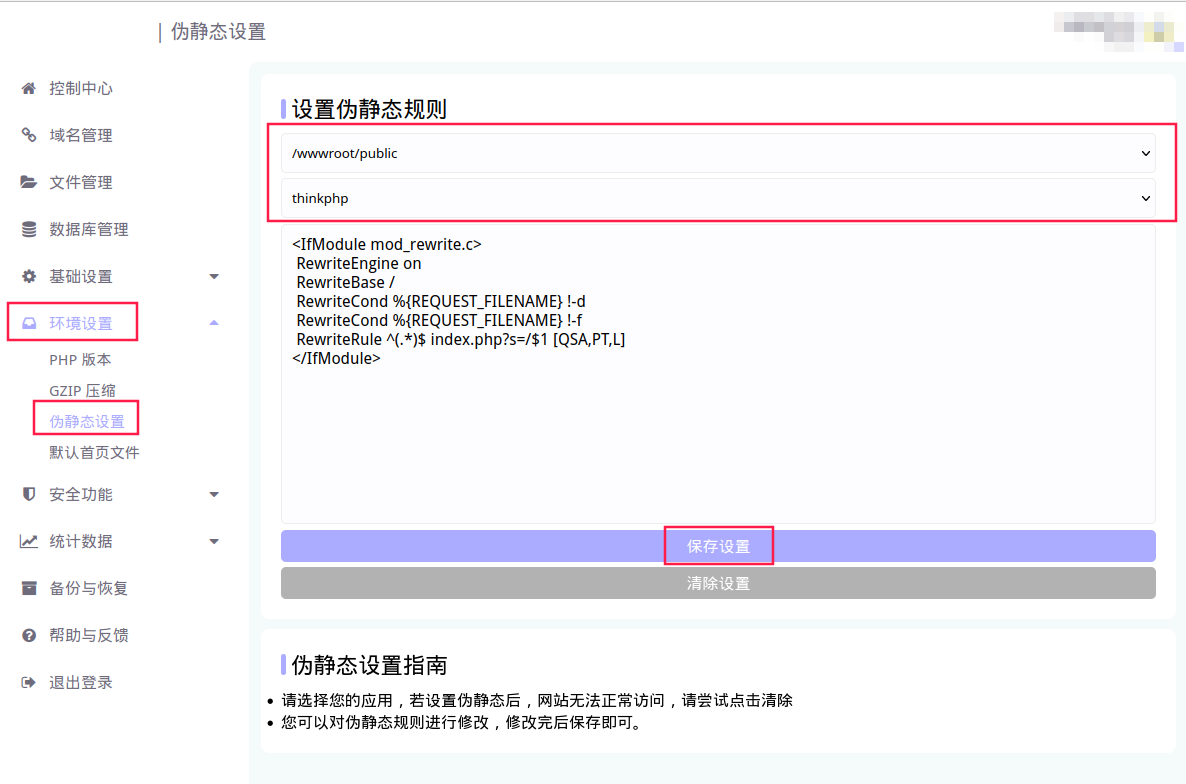 伪静态设置
控制中心
域名管理
文件管理
数据库管理
基础设置
环境设置
PHP 版本
GZIP 压缩
伪静态设置
默认首页文件
安全功能
统计数据
备份与恢复
帮助与反馈
退出登录
设置伪静态规则
/wwwroot/public
thinkphp
<IfModule mod_rewrite.c>
RewriteEngine on
RewriteBase /
RewriteCond %{REQUEST_FILENAME} !-d
RewriteCond %{REQUEST_FILENAME} !-f
RewriteRule ^(.*)$ index.php?s=/$1 [QSA,PT,L]
</IfModule>
保存设置
清除设置
伪静态设置指南
请选择您的应用，若设置伪静态后，网站无法正常访问，请尝试点击清除
您可以对伪静态规则进行修改，修改完后保存即可。